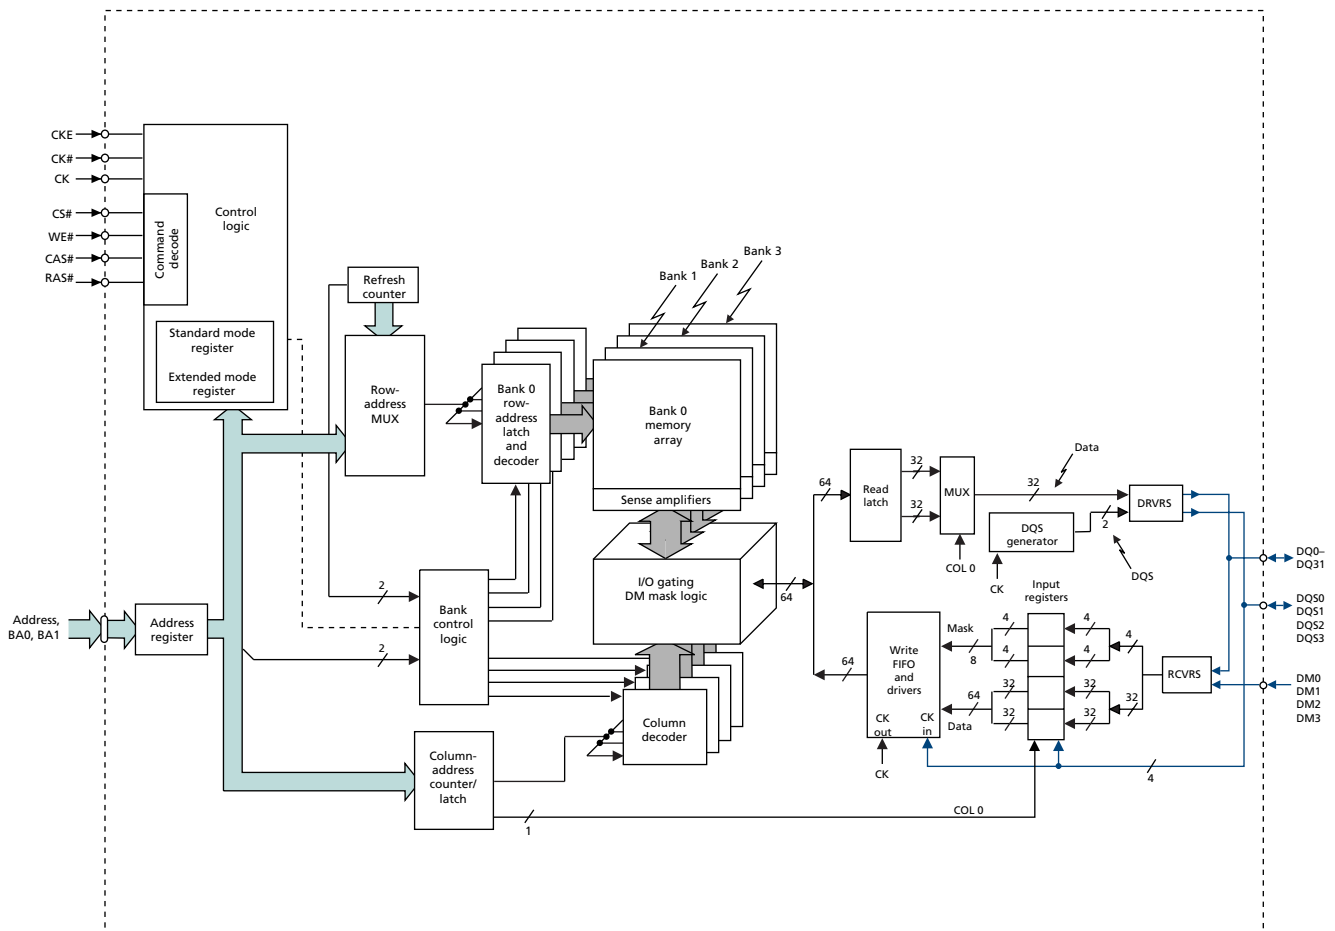 CKE
CK#
CK
CS#
WE#
CAS#
RAS#
Command
decode
Control
logic
Standard mode
register
Extended mode
register
Refresh
counter
Row-
address
MUX
Bank 0
row-
address
latch
and
decoder
Bank 1
Bank 2
Bank 3
Bank 0
memory
array
Sense amplifiers
I/O gating
DM mask logic
64
64
Read
latch
32
32
MUX
COL 0
32
Data
DQS
generator
CK
2
DQS
DRVRS
DQ0–
DQ31
DQS0
DQS1
DQS2
DQS3
DM0
DM1
DM2
DM3
RCVRS
Input
registers
4
4
4
4
4
32
32
32
32
32
Mask
8
64
Data
Write
FIFO
and
drivers
CK
out
CK
in
CK
64
4
Address,
BA0, BA1
Address
register
2
2
Bank
control
logic
Column
decoder
Column-
address
counter/
latch
1
COL 0